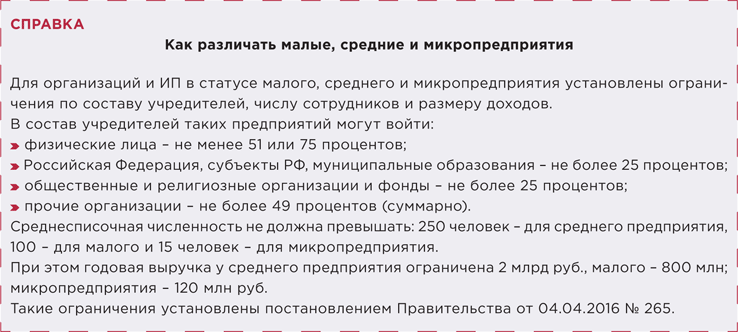 СПРАВКА
Как различать малые, средние и микропредприятия
Для организаций и ИП в статусе малого, среднего и микропредприятия установлены ограни-
чения по составу учредителей, числу сотрудников и размеру доходов.
В состав учредителей таких предприятий могут войти:
физические лица – не менее 51 или 75 процентов;
Российская Федерация, субъекты РФ, муниципальные образования – не более 25 процентов;
общественные и религиозные организации и фонды – не более 25 процентов;
прочие организации – не более 49 процентов (суммарно).
Среднесписочная численность не должна превышать: 250 человек – для среднего предприятия,
100 – для малого и 15 человек – для микропредприятия.
При этом годовая выручка у среднего предприятия ограничена 2 млрд руб., малого – 800 млн;
микропредприятия – 120 млн руб.
Такие ограничения установлены постановлением Правительства от 04.04.2016 № 265.